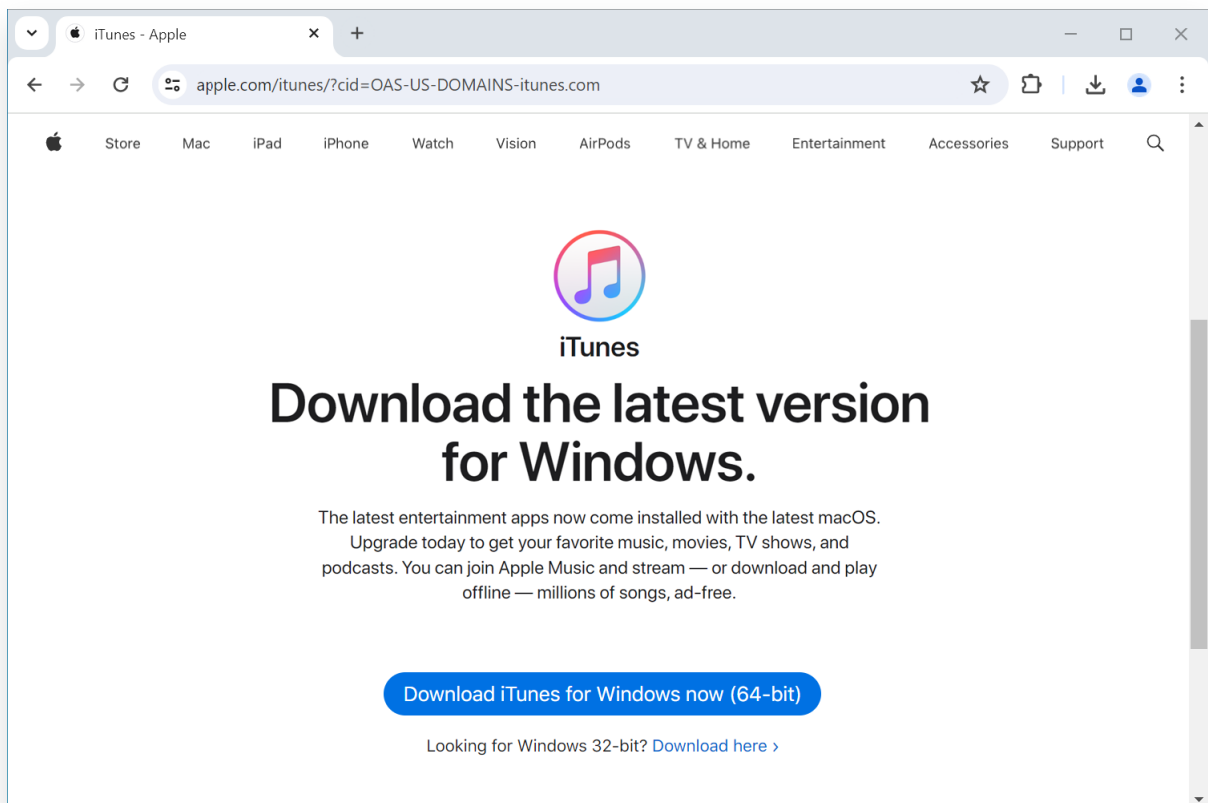 iTunes - Apple
apple.com/itunes/?cid=OAS-US-DOMAINS-itunes.com
Store Mac iPad iPhone Watch Vision AirPods TV & Home Entertainment Accessories Support
iTunes
Download the latest version
for Windows.
The latest entertainment apps now come installed with the latest macOS.
Upgrade today to get your favorite music, movies, TV shows, and
podcasts. You can join Apple Music and stream — or download and play
offline — millions of songs, ad-free.
Download iTunes for Windows now (64-bit)
Looking for Windows 32-bit? Download here ›